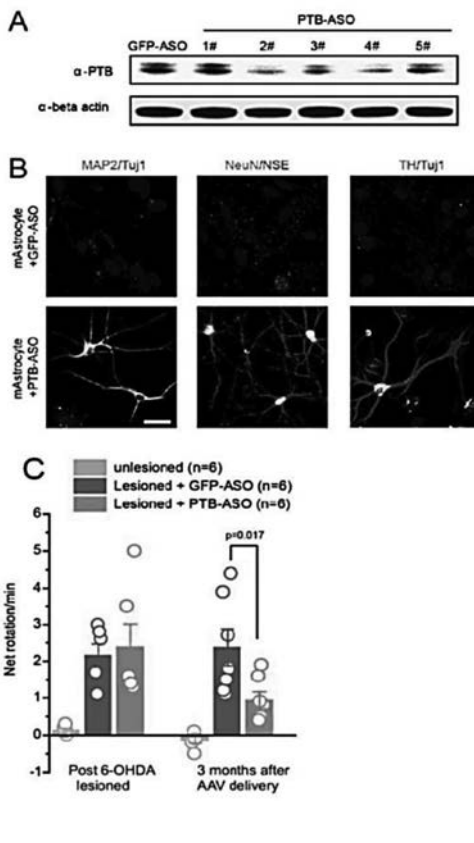 A
PTB-ASO
GFP-ASO 1# 2# 3# 4# 5#
α-PTB
α-beta actin
B
MAP2/Tuj1 NeuN/NSE TH/Tuj1
mAstrocyte
+GFP-ASO
mAstrocyte
+PTB-ASO
C
unlesioned (n=6)
Lesioned + GFP-ASO (n=6)
Lesioned + PTB-ASO (n=6)
Net rotation/min
6
5
4
3
2
1
0
-1
p=0.017
Post 6-OHDA
lesioned
3 months after
AAV delivery